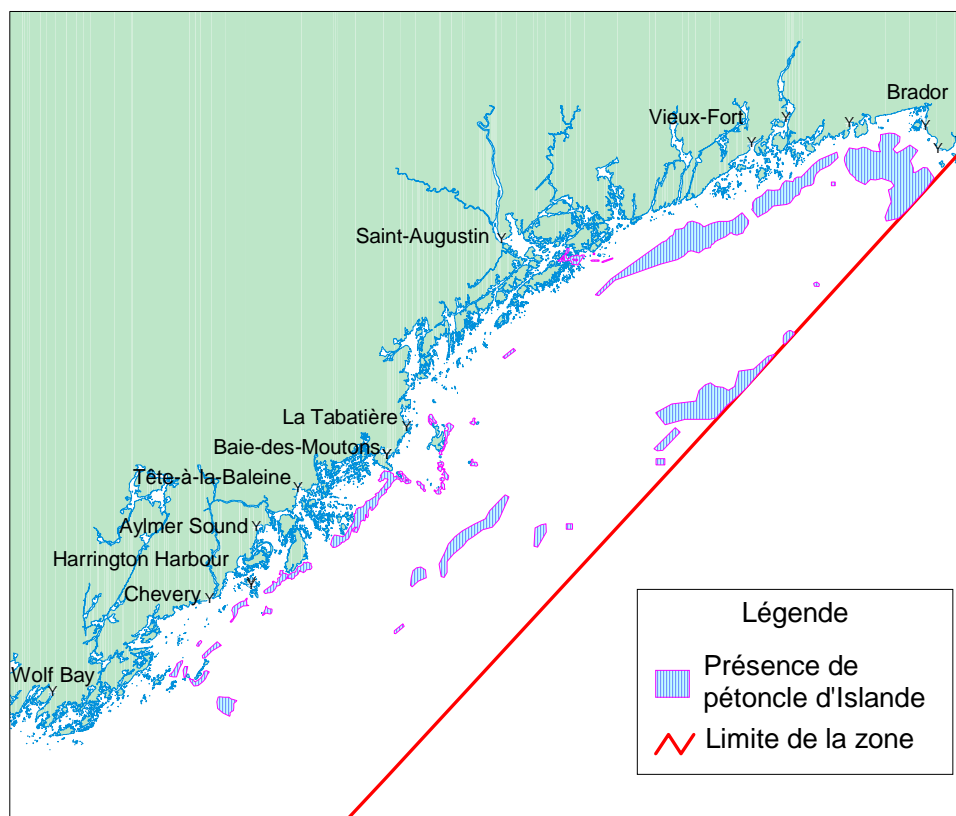 Brador
Vieux-Fort
Saint-Augustin
La Tabatière
Baie-des-Moutons
Tête-à-la-Baleine
Aylmer Sound
Harrington Harbour
Chevery
Wolf Bay
Légende
Présence de
pétoncle d'Islande
Limite de la zone